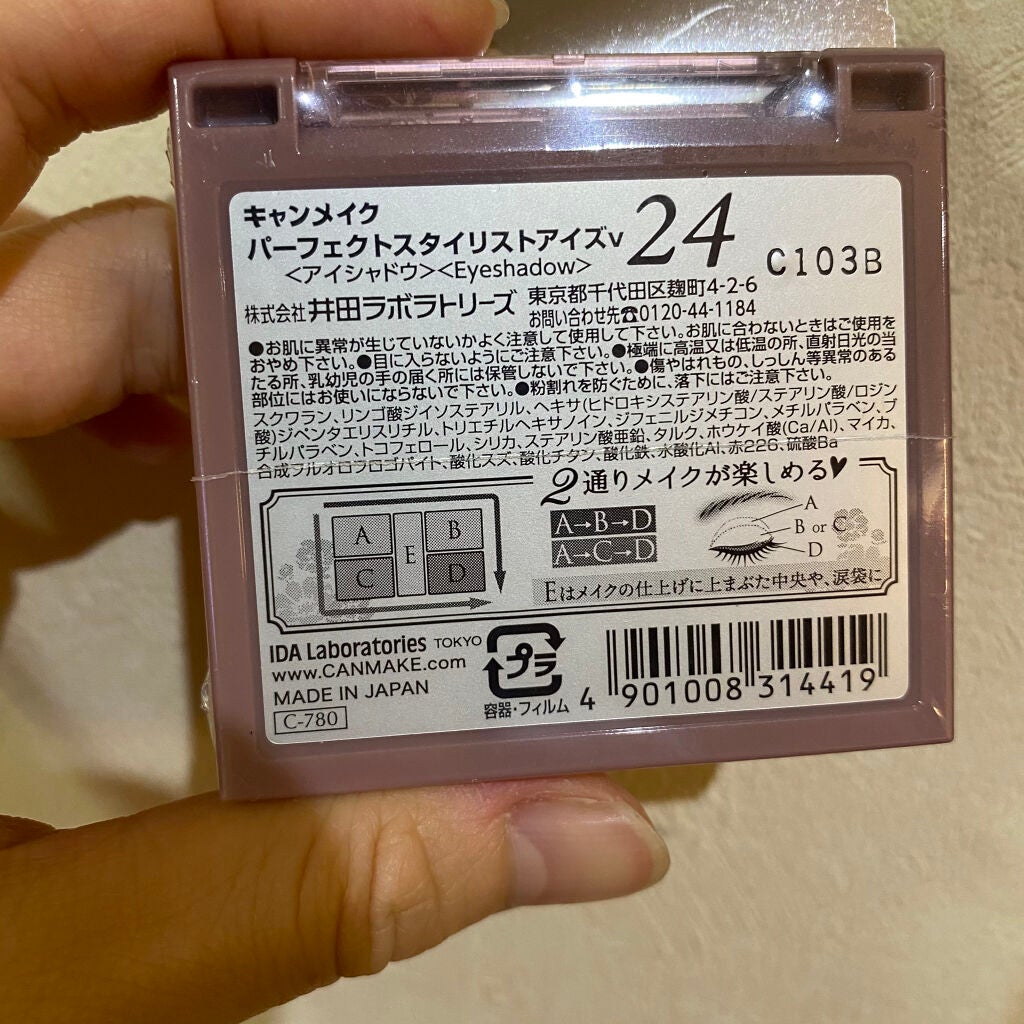 キャンメイク
パーフェクトスタイリストアイズv
24
<アイシャドウ><Eyeshadow>
C103B
株式会社 井田ラボラトリーズ
東京都千代田区麹町4-2-6
お問い合わせ先☎0120-44-1184
●お肌に異常が生じていないかよく注意して使用して下さい。お肌に合わないときはご使用を
おやめ下さい。●目に入らないようにご注意下さい。●極端に高温又は低温の所、直射日光の当
たる所、乳幼児の手の届く所には保管しないで下さい。●傷やはれもの、しっしん等異常のある
部位にはお使いにならないで下さい。●粉割れを防ぐために、落下にはご注意下さい。
スクワラン、リンゴ酸ジイソステアリル、ヘキサ(ヒドロキシステアリン酸/ステアリン酸/ロジン
酸)ジペンタエリスリチル、トリエチルヘキサノイン、ジフェニルジメチコン、メチルパラベン、ブ
チルパラベン、トコフェロール、シリカ、ステアリン酸亜鉛、タルク、ホウケイ酸(Ca/Al)、マイカ、
合成フルオロフロゴパイト、酸化スズ、酸化チタン、酸化鉄、水酸化Al、赤226、硫酸Ba
2通りメイクが楽しめる♥
A B
E
C D
A→B→D
A→C→D
A
B or C
D
Eはメイクの仕上げに上まぶた中央や、涙袋に
IDA Laboratories TOKYO
www.CANMAKE.com
MADE IN JAPAN
C-780
プラ
容器・フィルム
4 901008 314419